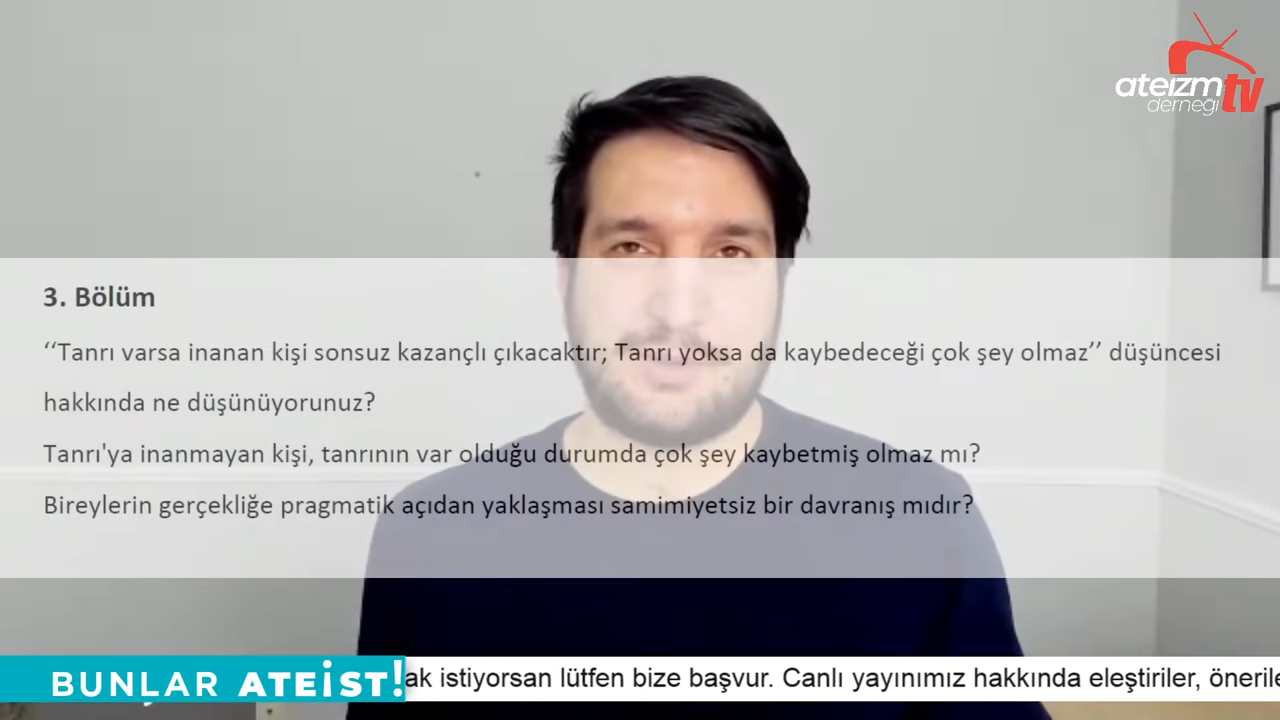 ateizm tv
derneği
3. Bölüm
‘‘Tanrı varsa inanan kişi sonsuz kazançlı çıkacaktır; Tanrı yoksa da kaybedeceği çok şey olmaz’’ düşüncesi
hakkında ne düşünüyorunuz?
Tanrı'ya inanmayan kişi, tanrının var olduğu durumda çok şey kaybetmiş olmaz mı?
Bireylerin gerçekliğe pragmatik açıdan yaklaşması samimiyetsiz bir davranış mıdır?
BUNLAR ATEİST! ak istiyorsan lütfen bize başvur. Canlı yayınımız hakkında eleştiriler, önerile